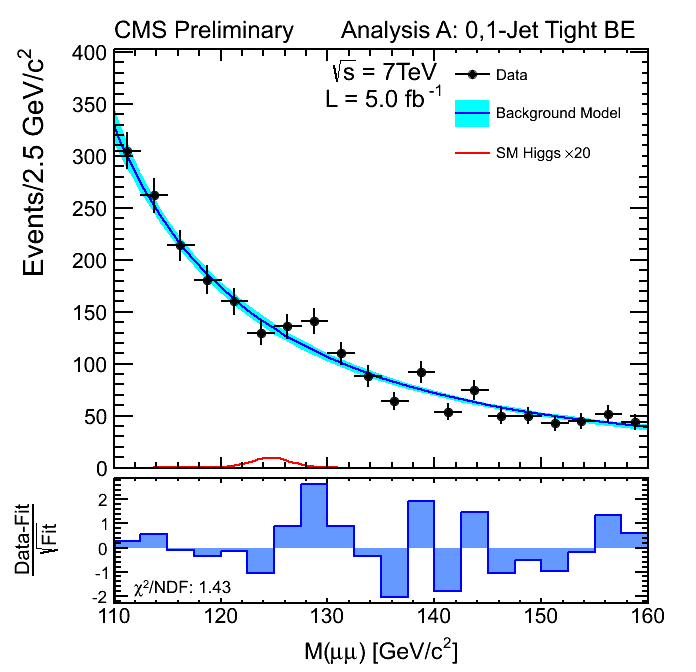 CMS Preliminary Analysis A: 0,1-Jet Tight BE
√s = 7TeV
L = 5.0 fb⁻¹
Data
Background Model
SM Higgs ×20
Events/2.5 GeV/c²
400
350
300
250
200
150
100
50
0
Data-Fit
√Fit
2
1
0
-1
-2
χ²/NDF: 1.43
110 120 130 140 150 160
M(μμ) [GeV/c²]